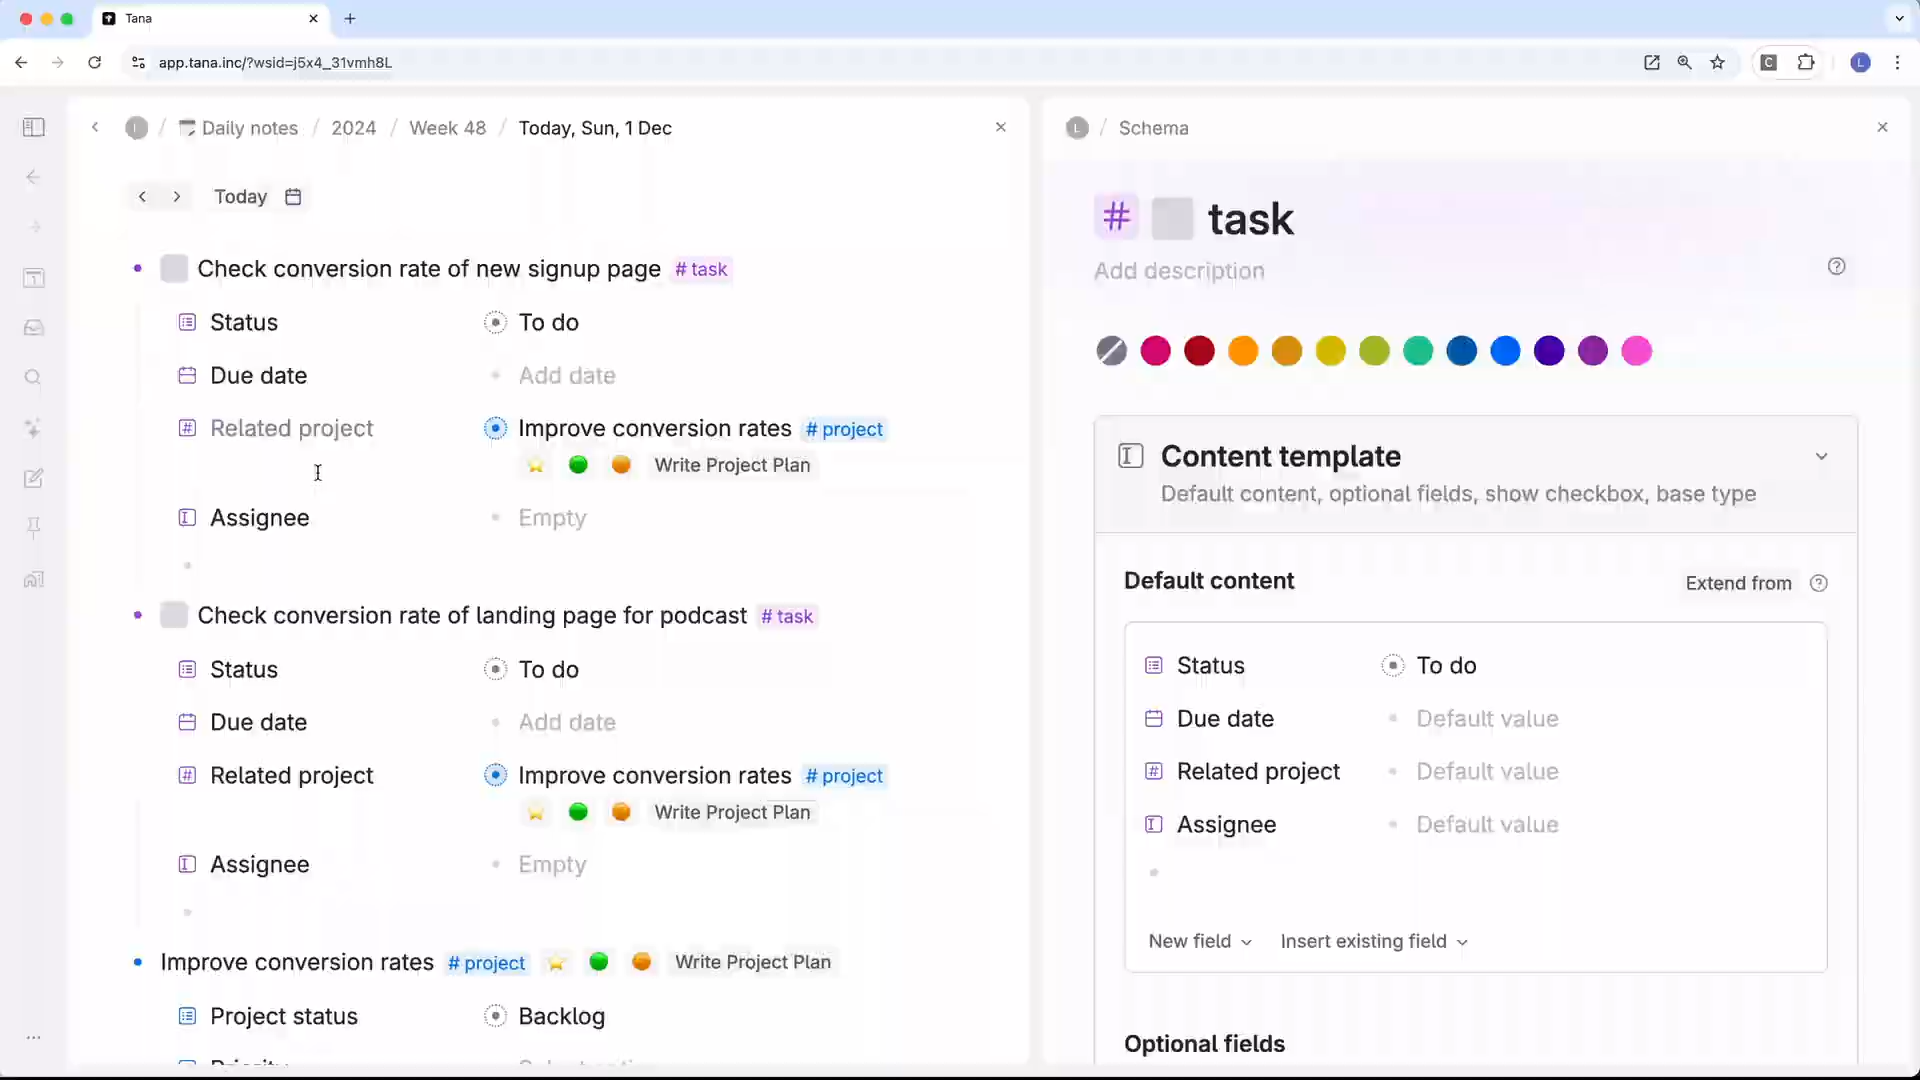 Tana
app.tana.inc/?wsid=j5x4_31vmh8L
C
L
L / Daily notes / 2024 / Week 48 / Today, Sun, 1 Dec
Today
Check conversion rate of new signup page # task
Status To do
Due date Add date
Related project Improve conversion rates # project
Write Project Plan
Assignee Empty
Check conversion rate of landing page for podcast # task
Status To do
Due date Add date
Related project Improve conversion rates # project
Write Project Plan
Assignee Empty
Improve conversion rates # project Write Project Plan
Project status Backlog
L / Schema
# task
Add description
Content template
Default content, optional fields, show checkbox, base type
Default content Extend from
Status To do
Due date Default value
Related project Default value
Assignee Default value
New field Insert existing field
Optional fields